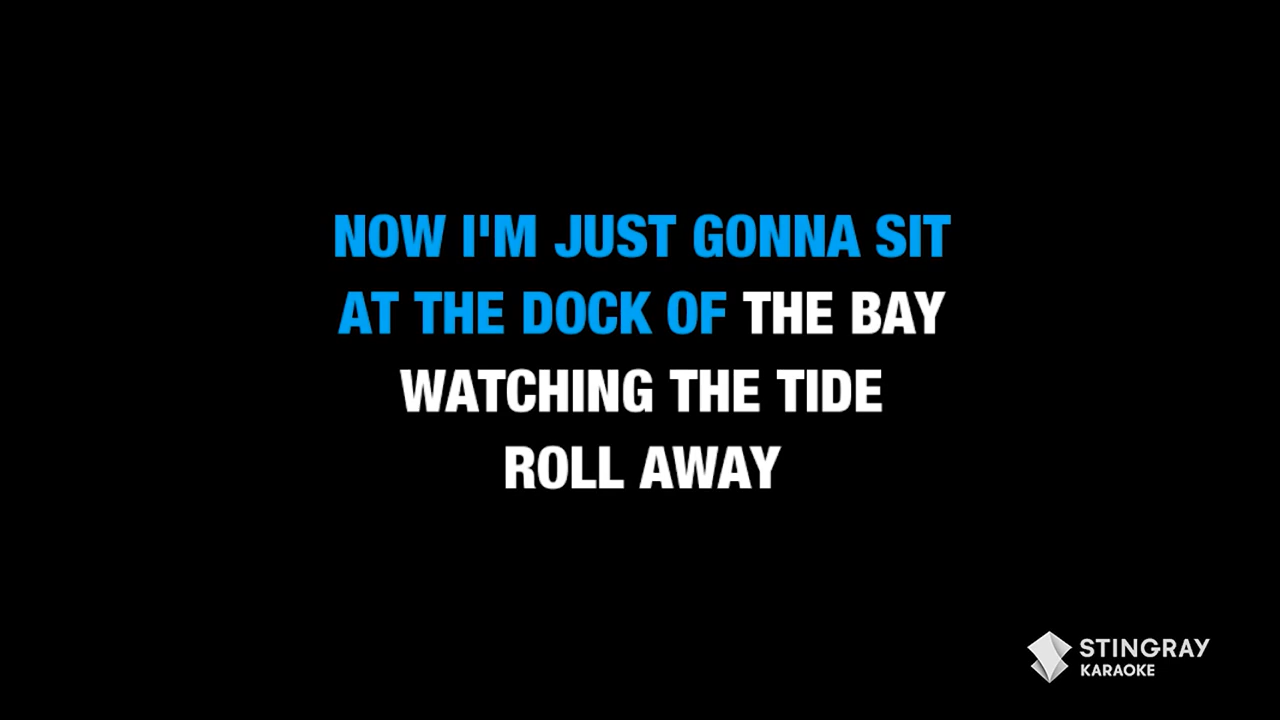 NOW I'M JUST GONNA SIT
AT THE DOCK OF THE BAY
WATCHING THE TIDE
ROLL AWAY
STINGRAY
KARAOKE